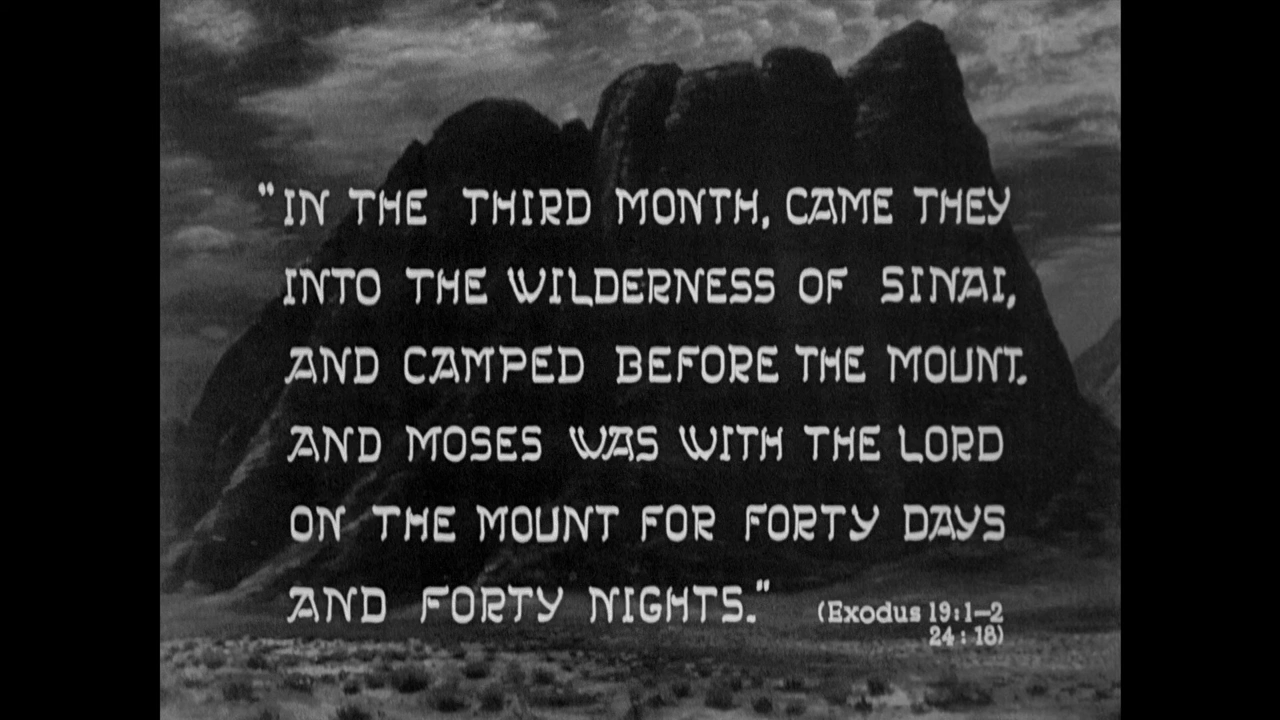 "IN THE THIRD MONTH, CAME THEY
INTO THE WILDERNESS OF SINAI,
AND CAMPED BEFORE THE MOUNT.
AND MOSES WAS WITH THE LORD
ON THE MOUNT FOR FORTY DAYS
AND FORTY NIGHTS."
(Exodus 19:1-2
24:18)